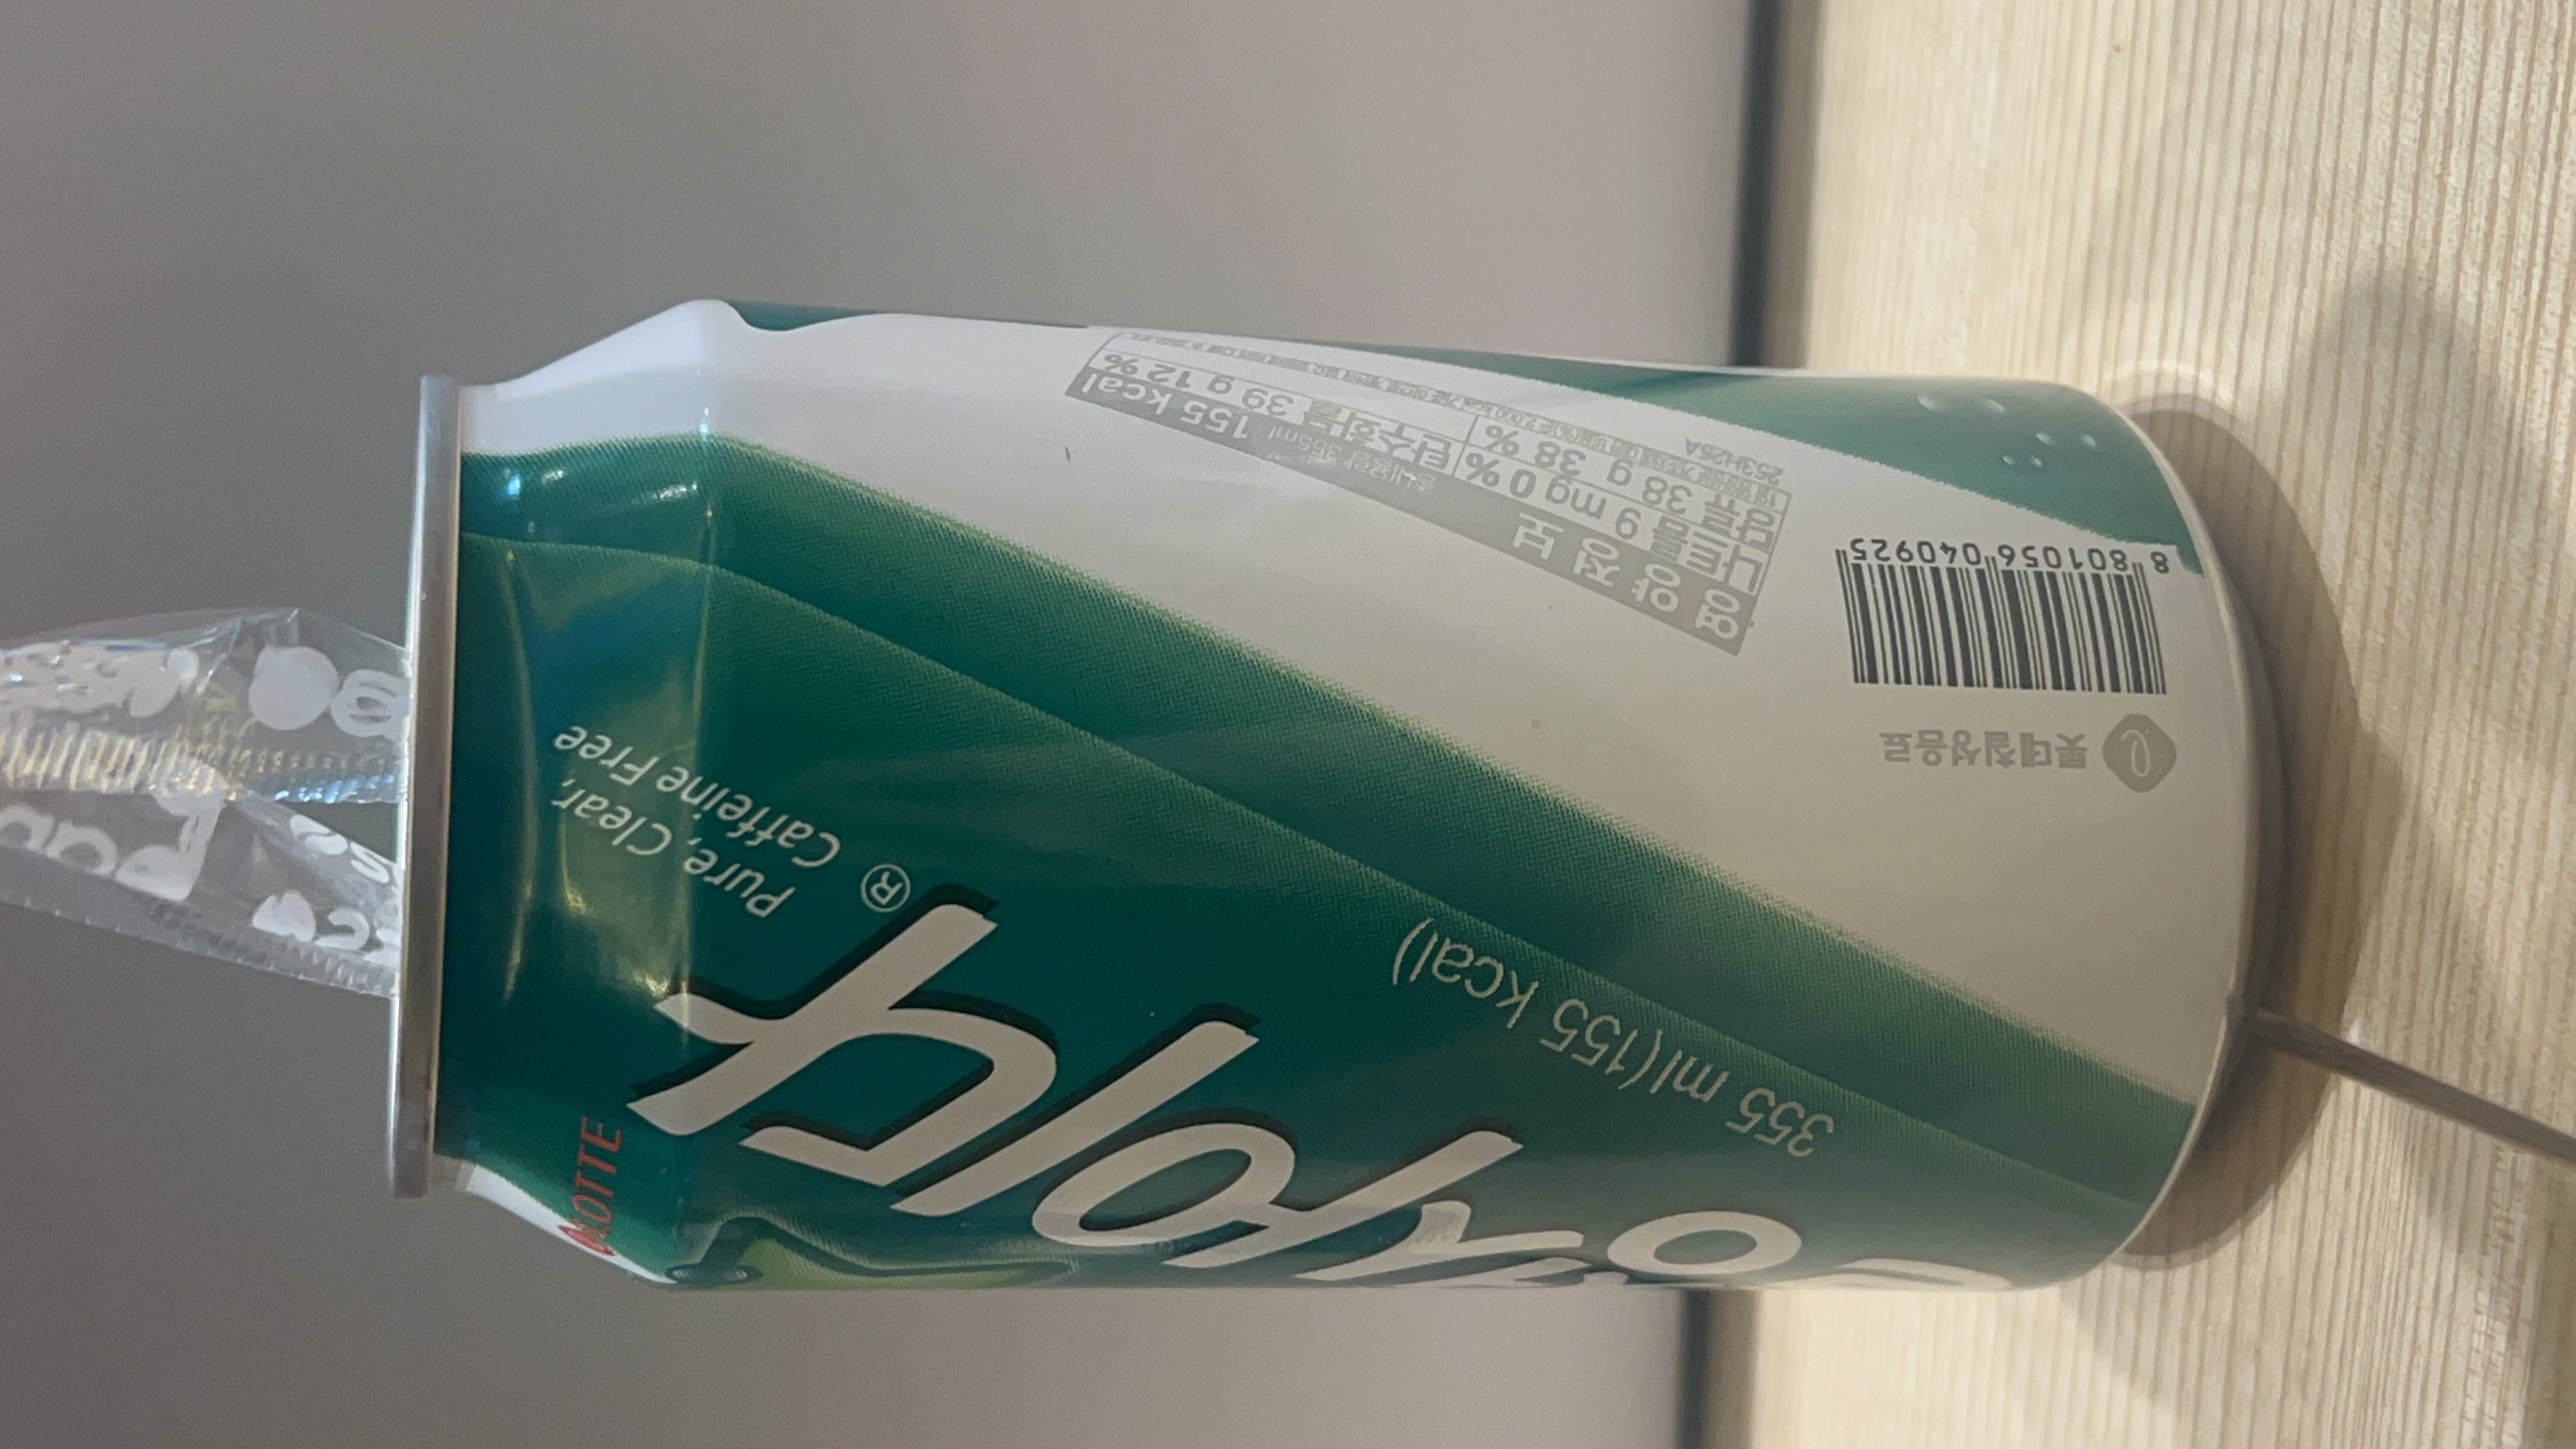 LOTTE
사이다
®
Pure, Clear,
Caffeine Free
355 ml(155 kcal)
영양정보
총 내용량 355ml
155 kcal
나트륨 9 mg 0 %
탄수화물 39 g 12 %
당류 38 g 38 %
253H25A
롯데칠성음료
8 801056 040925